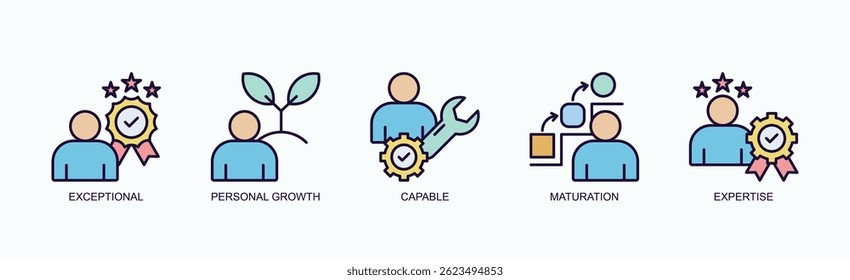 EXCEPTIONAL
PERSONAL GROWTH
CAPABLE
MATURATION
EXPERTISE
shutterstock.com · 2623494853